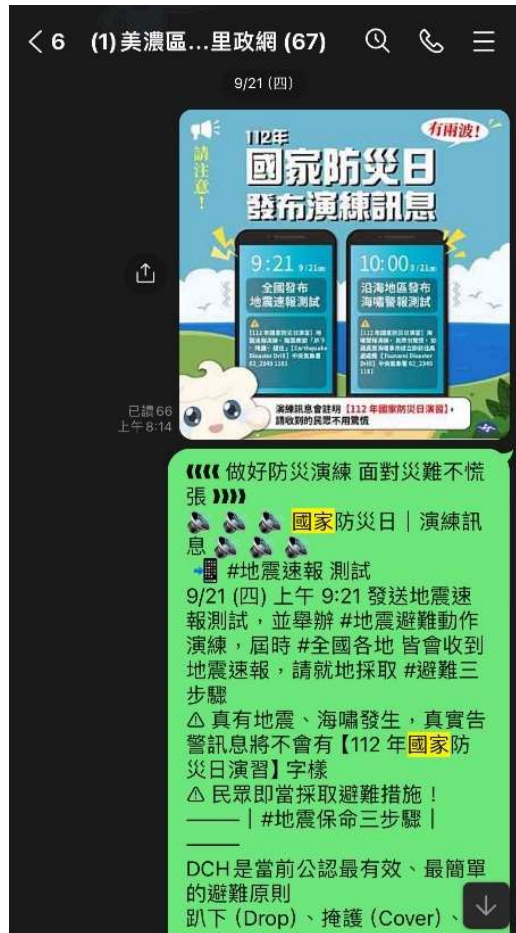 6 (1)美濃區...里政網 (67)
9/21 (四)
請注意！
112年
有兩波!
國家防災日
發布演練訊息
9:21 9/21
全國發布
地震速報測試
10:00 9/21
沿海地區發布
海嘯警報測試
演練訊息會註明【112年國家防災日演習】，
請收到的民眾不用驚慌
已讀 66
上午 8:14
做好防災演練 面對災難不慌
張
國家防災日｜演練訊
息
#地震速報 測試
9/21 (四) 上午 9:21 發送地震速
報測試，並舉辦 #地震避難動作
演練，屆時 #全國各地 皆會收到
地震速報，請就地採取 #避難三
步驟
⚠ 真有地震、海嘯發生，真實告
警訊息將不會有【112 年國家防
災日演習】字樣
⚠ 民眾即當採取避難措施！
———｜#地震保命三步驟｜
———
DCH是當前公認最有效、最簡單
的避難原則
趴下 (Drop)、掩護 (Cover)、